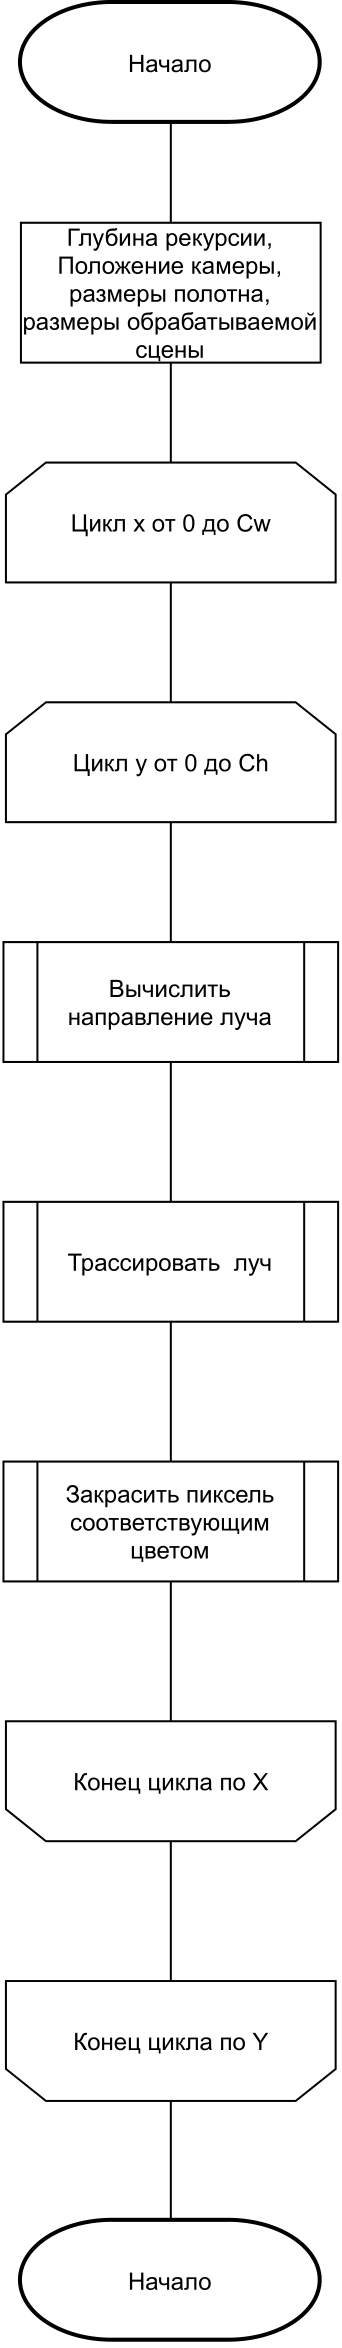 Начало
Глубина рекурсии,
Положение камеры,
размеры полотна,
размеры обрабатываемой
сцены
Цикл x от 0 до Cw
Цикл y от 0 до Ch
Вычислить
направление луча
Трассировать луч
Закрасить пиксель
соответствующим
цветом
Конец цикла по X
Конец цикла по Y
Начало